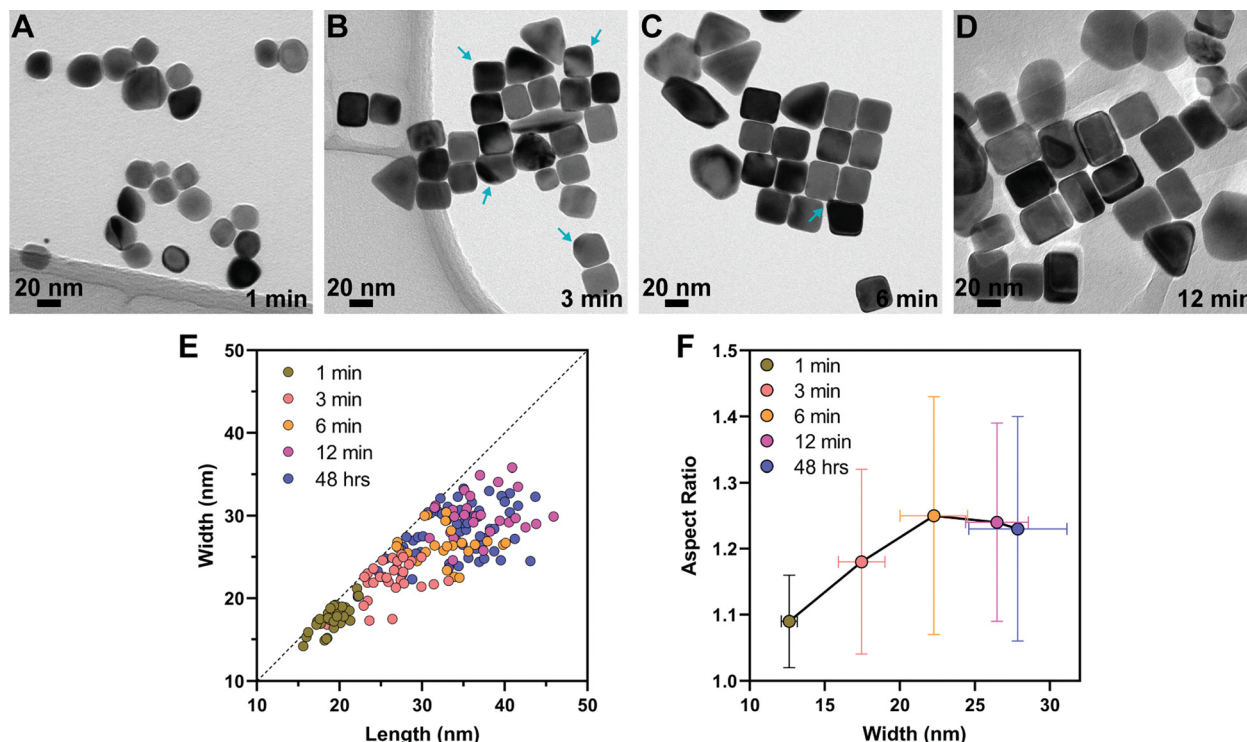 A
20 nm
1 min
B
20 nm
3 min
C
20 nm
6 min
D
20 nm
12 min
E
50
40
30
20
10
10
20
30
40
50
Width (nm)
Length (nm)
1 min
3 min
6 min
12 min
48 hrs
F
1.5
1.4
1.3
1.2
1.1
1.0
10
15
20
25
30
Aspect Ratio
Width (nm)
1 min
3 min
6 min
12 min
48 hrs